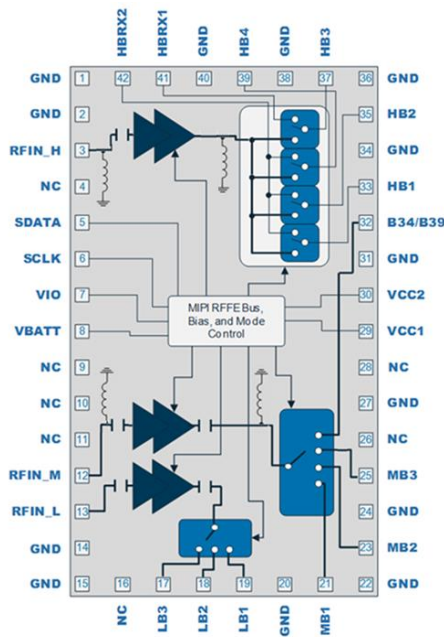 HBRX2
HBRX1
GND
HB4
GND
HB3
GND 1 42 41 40 39 38 37 36 GND
GND 2 35 HB2
RFIN_H 3 34 GND
NC 4 33 HB1
SDATA 5 32 B34/B39
SCLK 6 31 GND
VIO 7 30 VCC2
VBATT 8 29 VCC1
MIPI RFFE Bus,
Bias, and Mode
Control
NC 9 28 NC
NC 10 27 GND
NC 11 26 NC
RFIN_M 12 25 MB3
RFIN_L 13 24 GND
GND 14 23 MB2
GND 15 16 17 18 19 20 21 22 GND
NC
LB3
LB2
LB1
GND
MB1